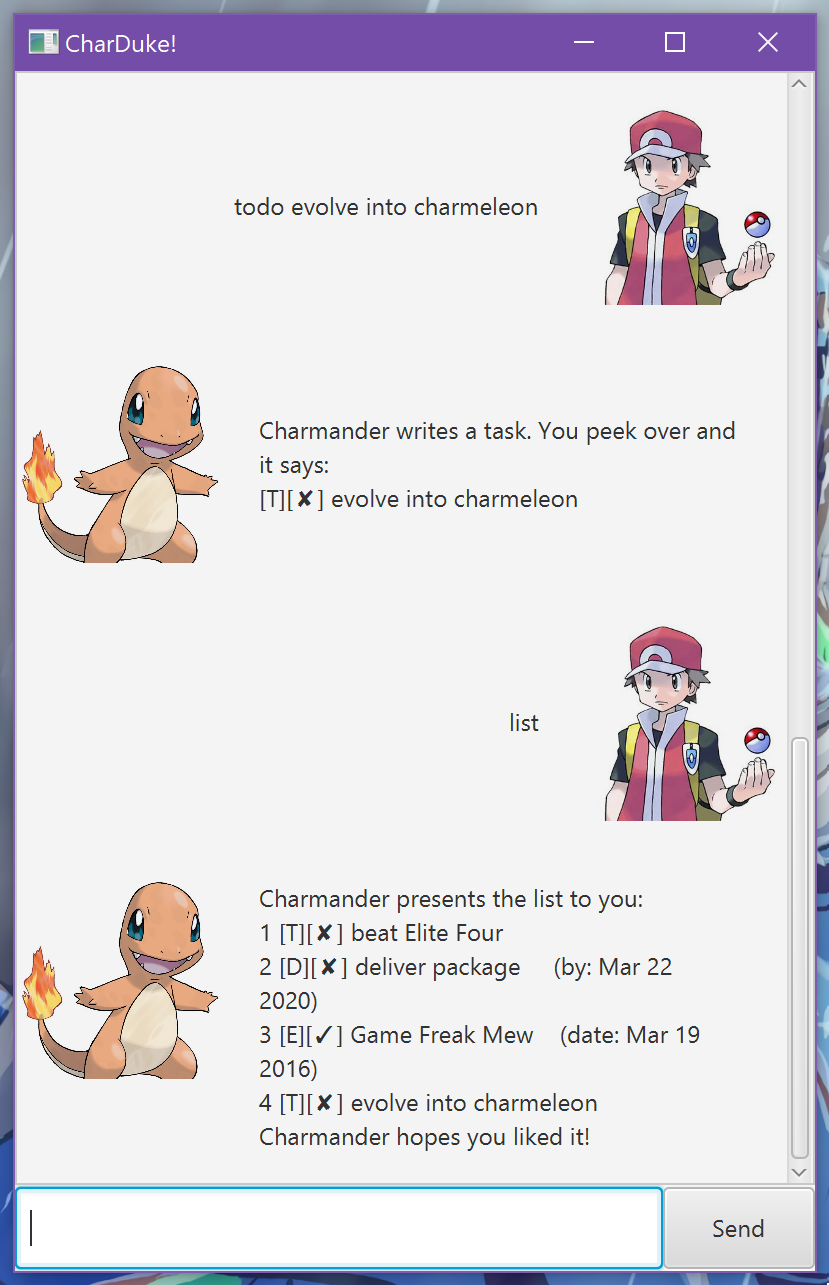 CharDuke!
todo evolve into charmeleon
Charmander writes a task. You peek over and
it says:
[T][✘] evolve into charmeleon
list
Charmander presents the list to you:
1 [T][✘] beat Elite Four
2 [D][✘] deliver package (by: Mar 22
2020)
3 [E][✓] Game Freak Mew (date: Mar 19
2016)
4 [T][✘] evolve into charmeleon
Charmander hopes you liked it!
Send